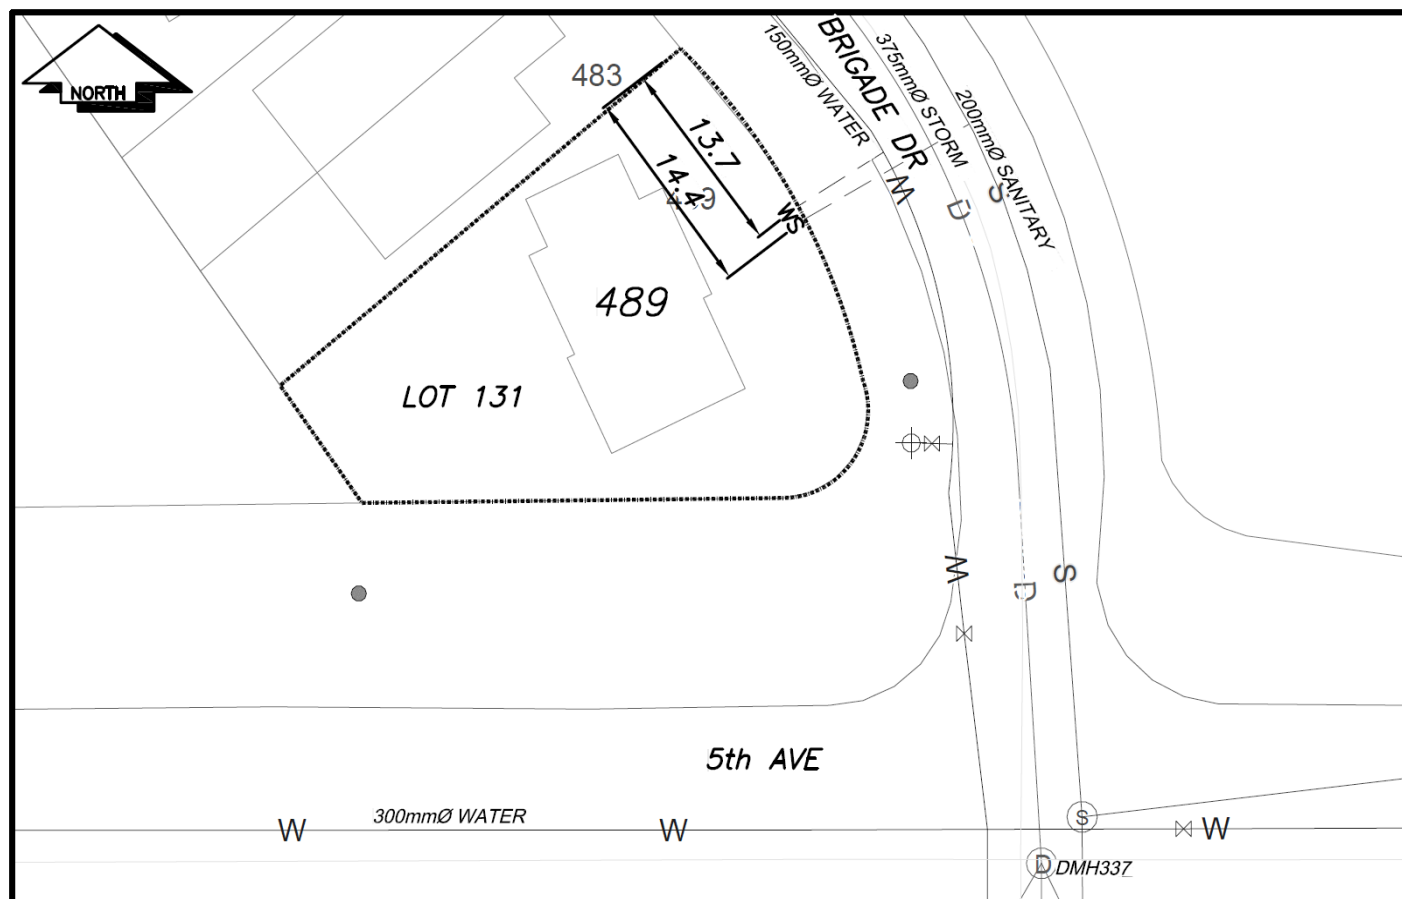 NORTH
483
150mmØ WATER
BRIGADE DR
375mmØ STORM
200mmØ SANITARY
13.7
14.4
WS
W
D
S
489
LOT 131
W
D
S
5th AVE
300mmØ WATER
W
W
S
W
D
DMH337